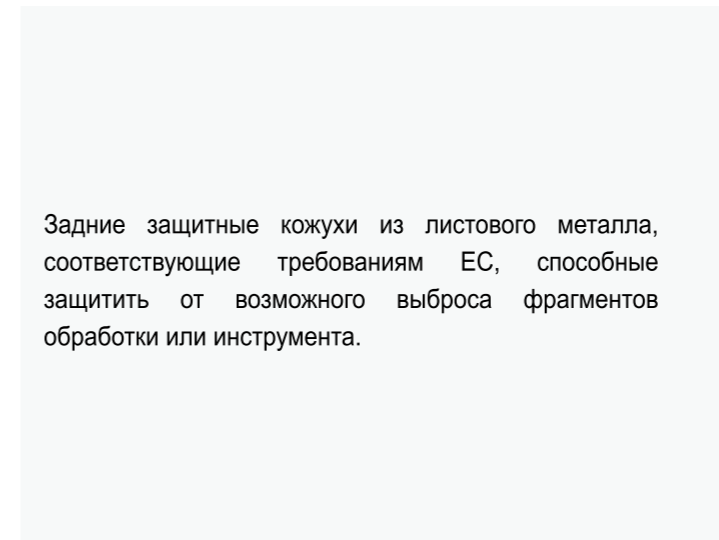 Задние защитные кожухи из листового металла,
соответствующие требованиям ЕС, способные
защитить от возможного выброса фрагментов
обработки или инструмента.